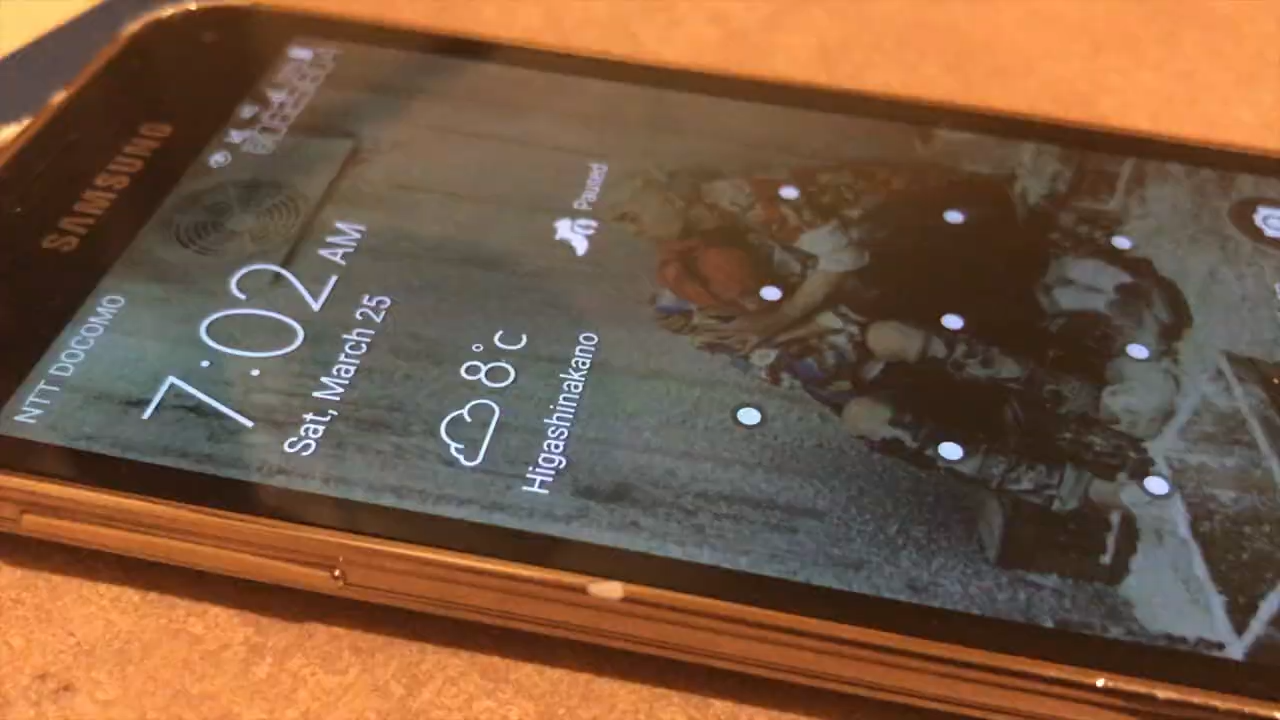 SAMSUNG
NTT DOCOMO
7:02 AM
Sat, March 25
8°c
Paused
Higashinakano